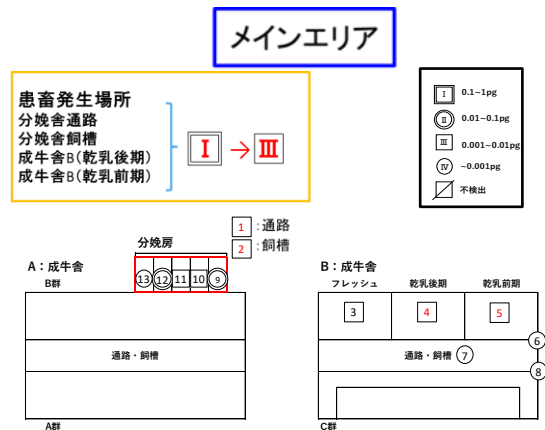 メインエリア
患畜発生場所
分娩舎通路
分娩舎飼槽
成牛舎B(乾乳後期)
成牛舎B(乾乳前期)
Ⅰ → Ⅲ
Ⅰ 0.1~1pg
Ⅱ 0.01~0.1pg
Ⅲ 0.001~0.01pg
Ⅳ ~0.001pg
不検出
1 :通路
2 :飼槽
分娩房
A:成牛舎
B群
13 12 11 10 9
通路・飼槽
A群
B:成牛舎
フレッシュ 乾乳後期 乾乳前期
3 4 5
6
通路・飼槽 7
8
C群